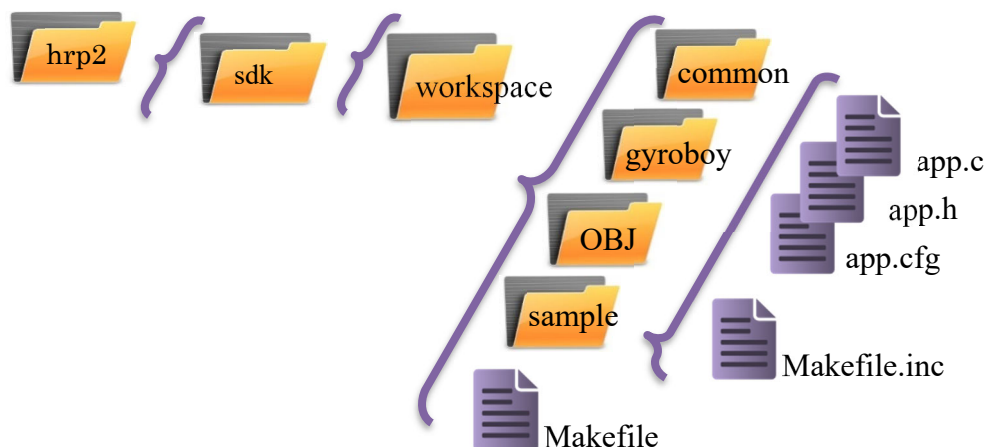 hrp2
sdk
workspace
common
gyroboy
OBJ
sample
Makefile
app.c
app.h
app.cfg
Makefile.inc